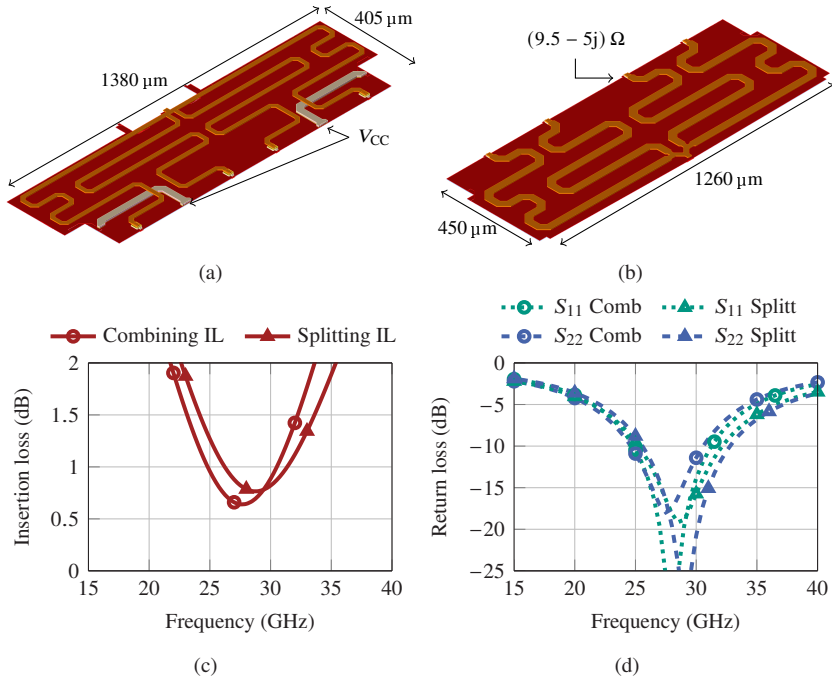 405 µm
1380 µm
V_CC
(a)
(9.5 − 5j) Ω
1260 µm
450 µm
(b)
Combining IL
Splitting IL
2
1.5
1
0.5
0
15
20
25
30
35
40
Insertion loss (dB)
Frequency (GHz)
(c)
S_11 Comb
S_11 Splitt
S_22 Comb
S_22 Splitt
0
−5
−10
−15
−20
−25
15
20
25
30
35
40
Return loss (dB)
Frequency (GHz)
(d)